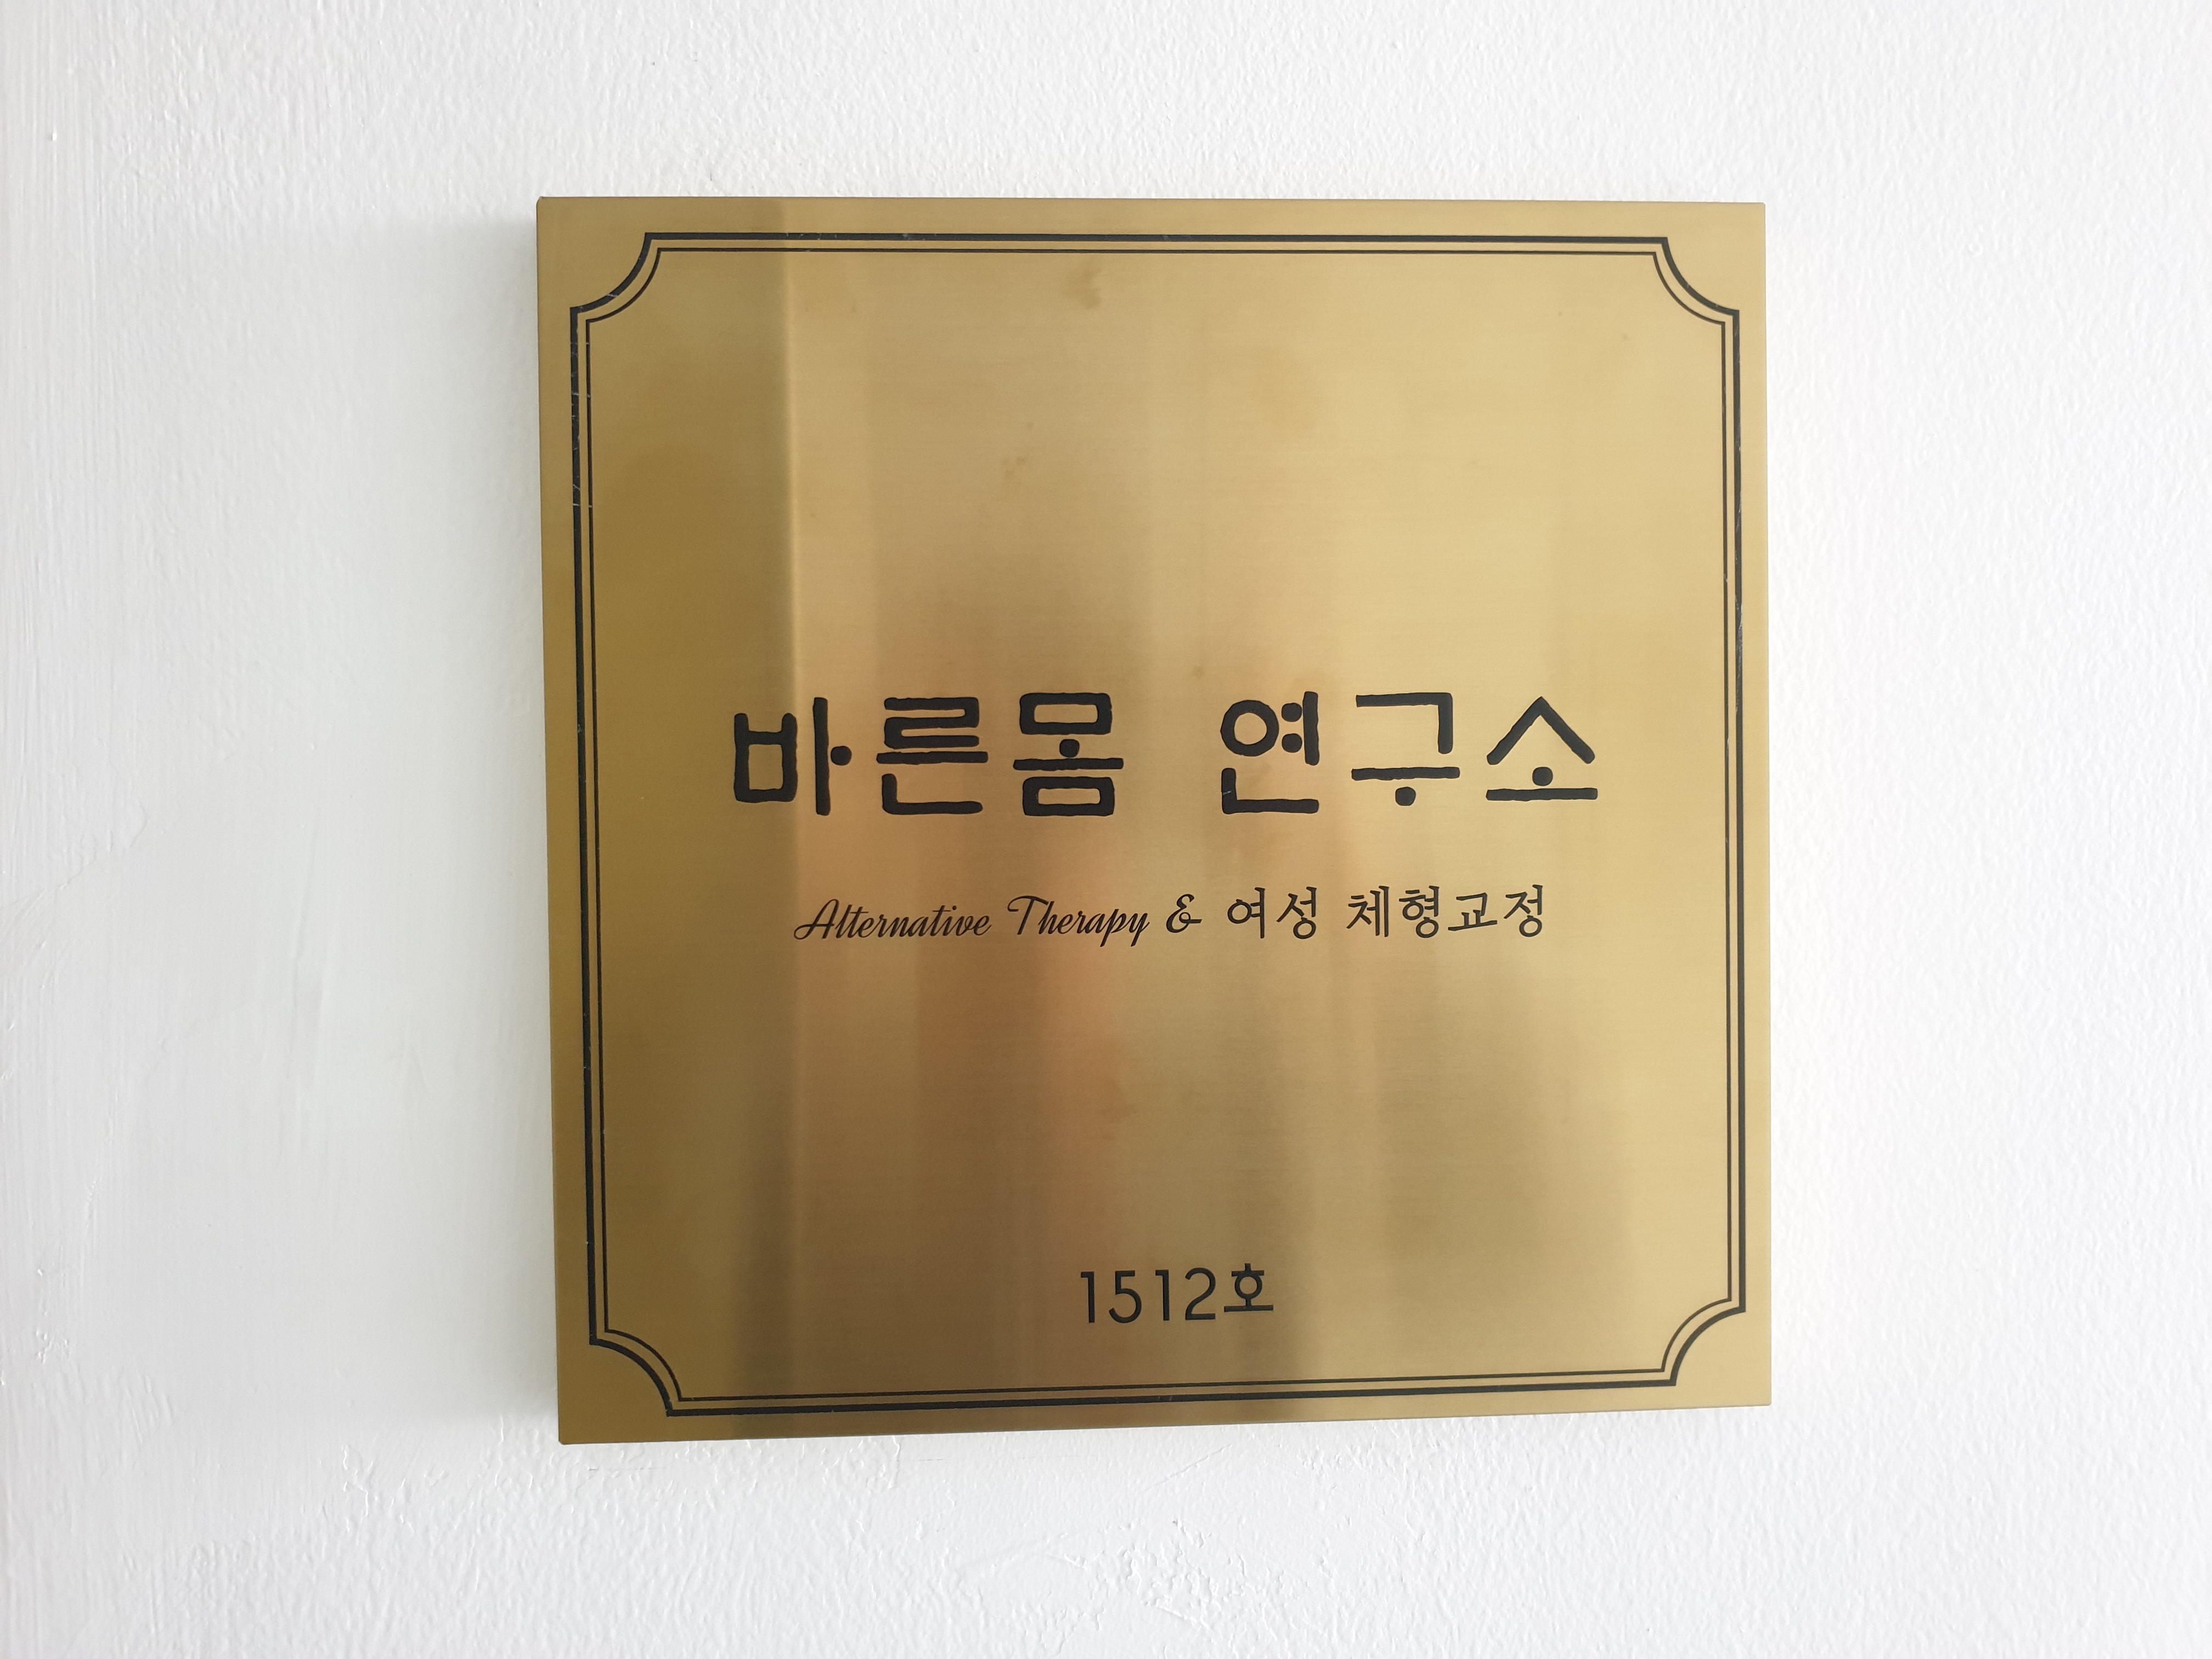 바른몸 연구소
Alternative Therapy & 여성 체형교정
1512호